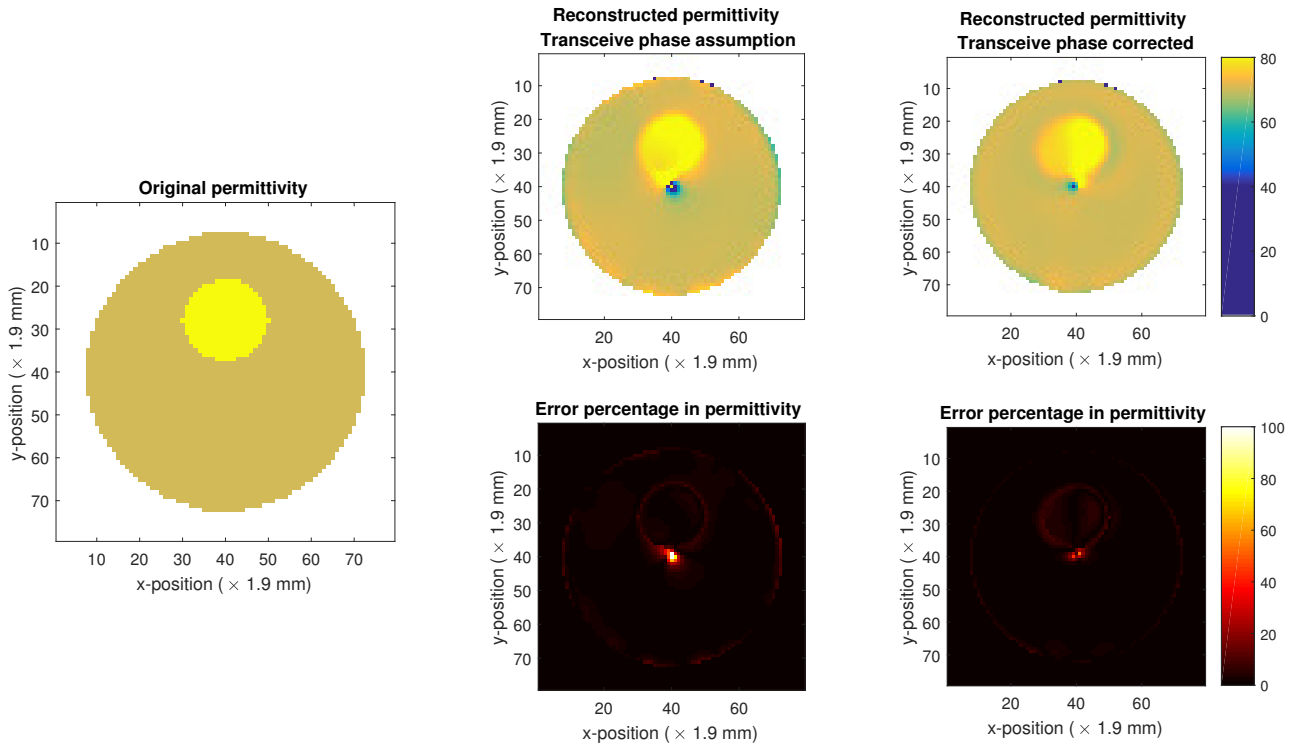 Original permittivity
10
20
30
40
50
60
70
y-position ( × 1.9 mm)
10 20 30 40 50 60 70
x-position ( × 1.9 mm)
Reconstructed permittivity
Transceive phase assumption
10
20
30
40
50
60
70
y-position ( × 1.9 mm)
20 40 60
x-position ( × 1.9 mm)
Reconstructed permittivity
Transceive phase corrected
10
20
30
40
50
60
70
y-position ( × 1.9 mm)
20 40 60
x-position ( × 1.9 mm)
80
60
40
20
0
Error percentage in permittivity
10
20
30
40
50
60
70
y-position ( × 1.9 mm)
20 40 60
x-position ( × 1.9 mm)
Error percentage in permittivity
10
20
30
40
50
60
70
y-position ( × 1.9 mm)
20 40 60
x-position ( × 1.9 mm)
100
80
60
40
20
0